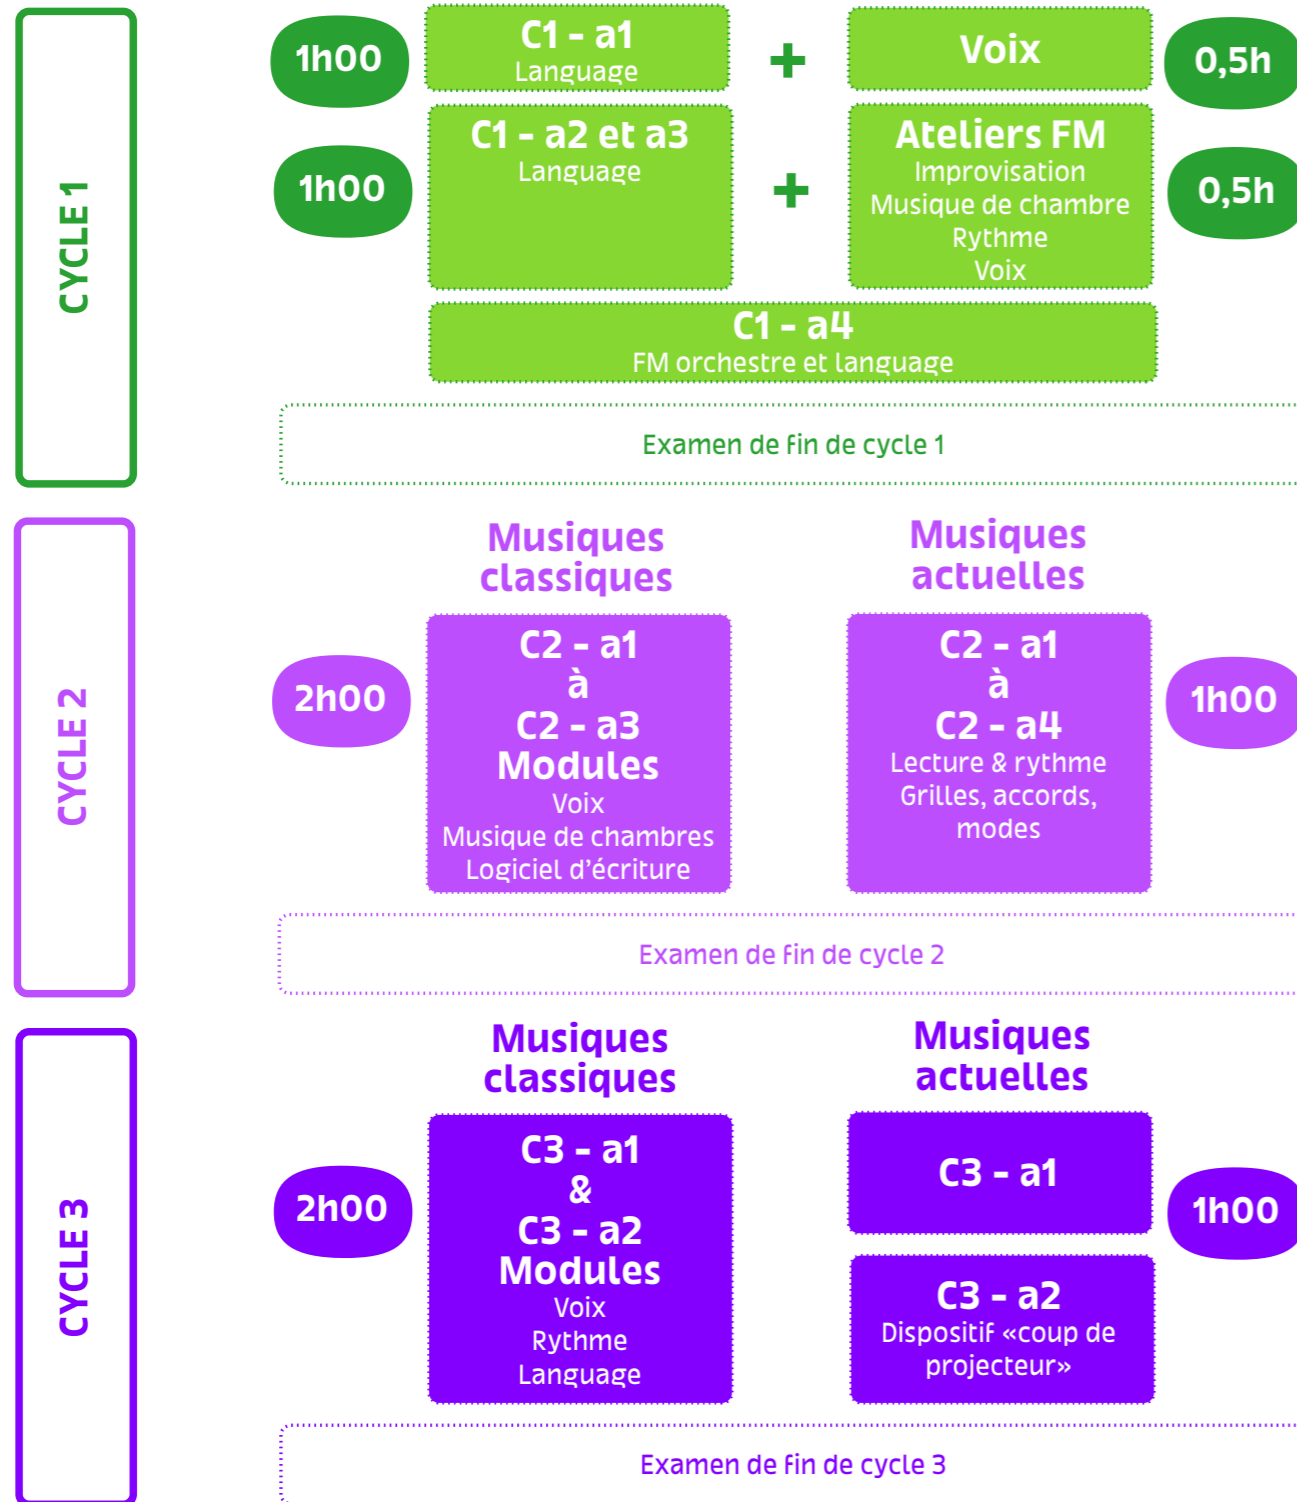 CYCLE 1
1h00
C1 - a1
Language
+
Voix
0,5h
1h00
C1 - a2 et a3
Language
+
Ateliers FM
Improvisation
Musique de chambre
Rythme
Voix
0,5h
C1 - a4
FM orchestre et language
Examen de fin de cycle 1
CYCLE 2
Musiques
classiques
2h00
C2 - a1
à
C2 - a3
Modules
Voix
Musique de chambres
Logiciel d'écriture
Musiques
actuelles
C2 - a1
à
C2 - a4
Lecture & rythme
Grilles, accords,
modes
1h00
Examen de fin de cycle 2
CYCLE 3
Musiques
classiques
2h00
C3 - a1
&
C3 - a2
Modules
Voix
Rythme
Language
Musiques
actuelles
C3 - a1
1h00
C3 - a2
Dispositif «coup de
projecteur»
Examen de fin de cycle 3